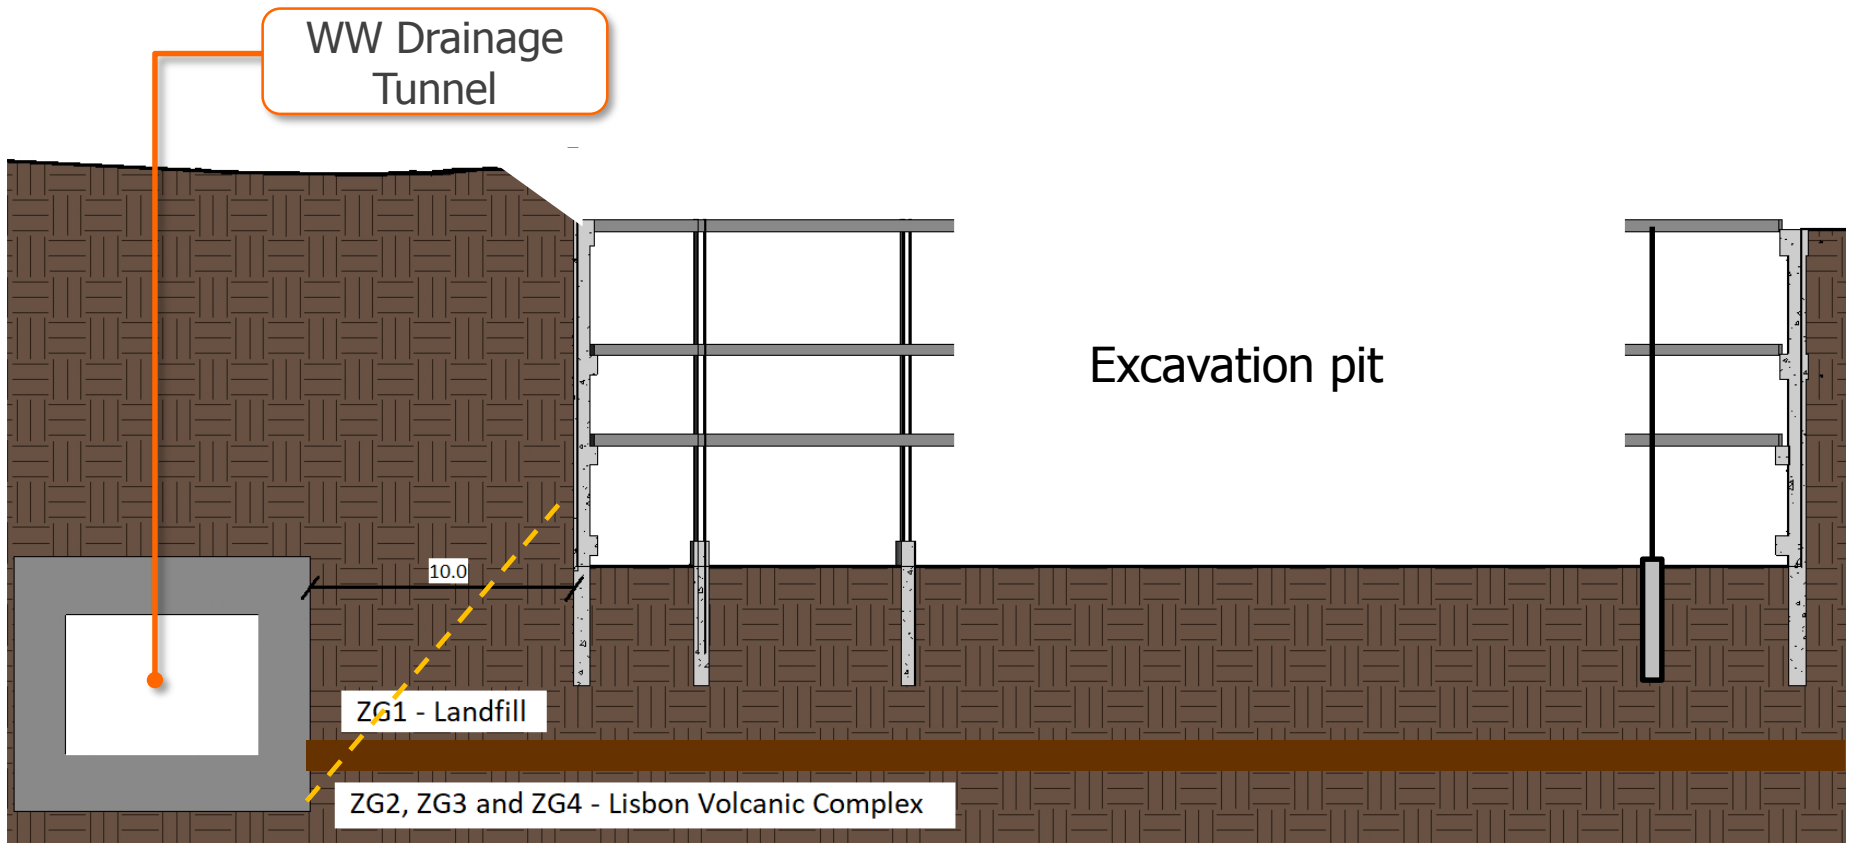 WW Drainage
Tunnel
Excavation pit
10.0
ZG1 - Landfill
ZG2, ZG3 and ZG4 - Lisbon Volcanic Complex